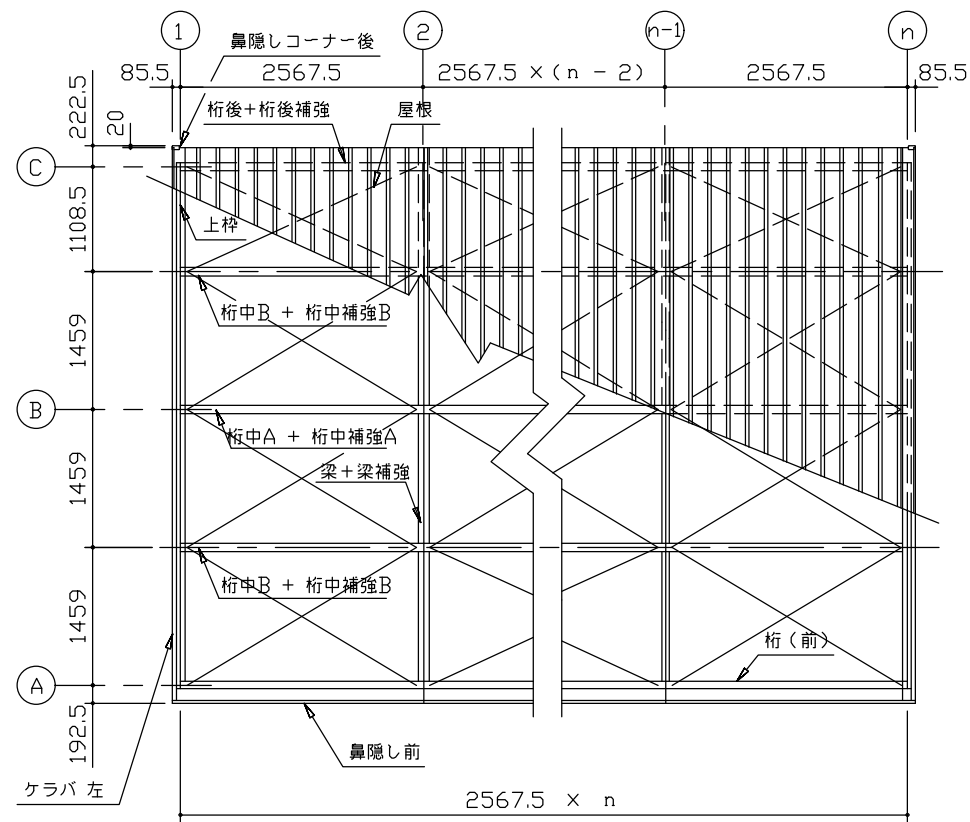 1
2
n-1
n
鼻隠しコーナー後
85.5
2567.5
2567.5 ×(n - 2)
2567.5
85.5
222.5
20
桁後+桁後補強
屋根
C
1108.5
上枠
桁中B + 桁中補強B
1459
B
桁中A + 桁中補強A
梁+梁補強
1459
桁中B + 桁中補強B
1459
桁(前)
A
192.5
鼻隠し前
ケラバ 左
2567.5 × n